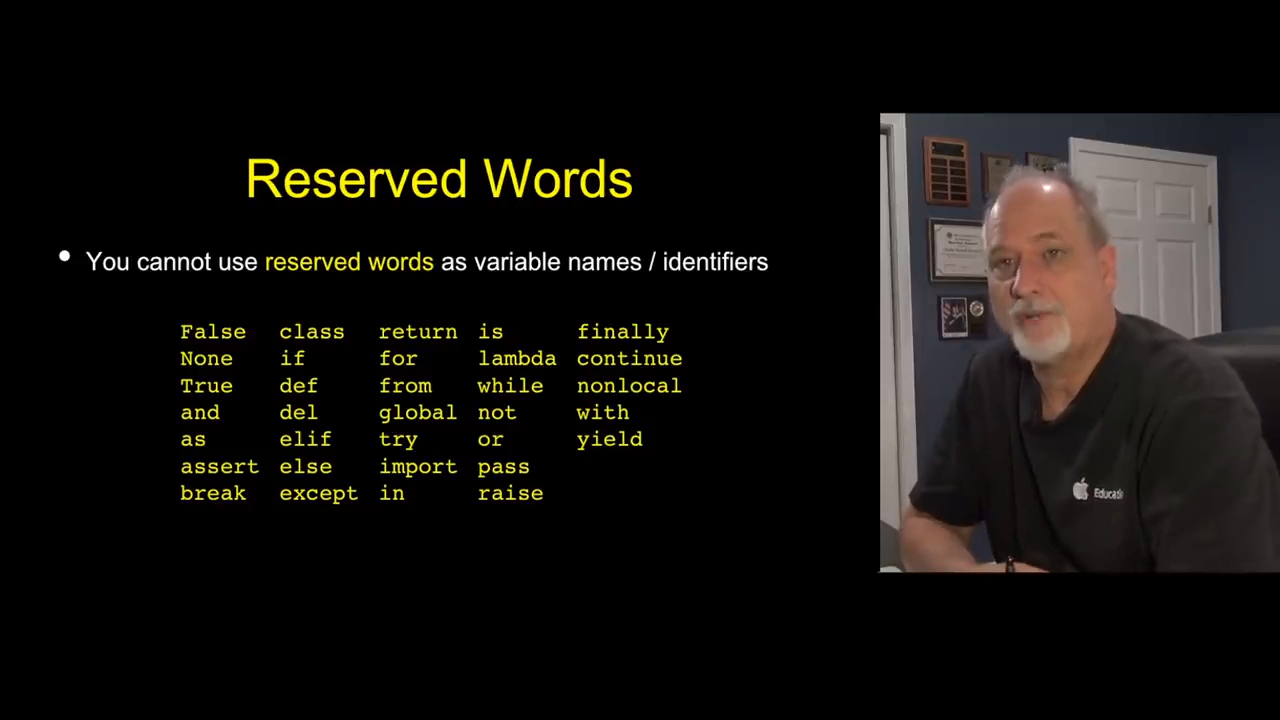 Reserved Words
• You cannot use reserved words as variable names / identifiers
False class return is finally
None if for lambda continue
True def from while nonlocal
and del global not with
as elif try or yield
assert else import pass
break except in raise